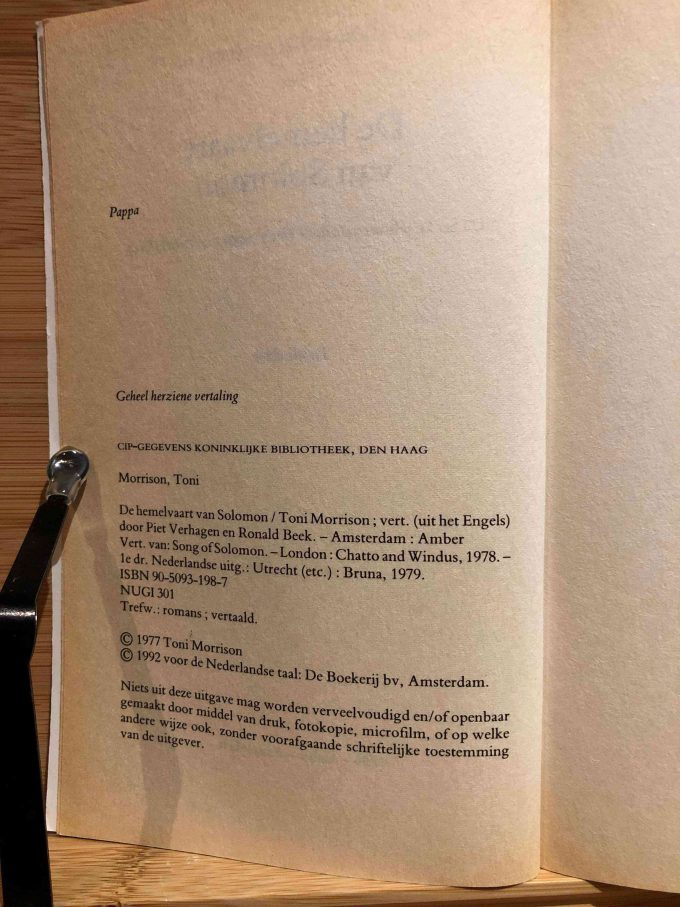 Pappa
Geheel herziene vertaling
CIP-GEGEVENS KONINKLIJKE BIBLIOTHEEK, DEN HAAG
Morrison, Toni
De hemelvaart van Solomon / Toni Morrison ; vert. (uit het Engels)
door Piet Verhagen en Ronald Beek. – Amsterdam : Amber
Vert. van: Song of Solomon. – London : Chatto and Windus, 1978. –
1e dr. Nederlandse uitg.: Utrecht (etc.) : Bruna, 1979.
ISBN 90-5093-198-7
NUGI 301
Trefw.: romans ; vertaald.
© 1977 Toni Morrison
© 1992 voor de Nederlandse taal: De Boekerij bv, Amsterdam.
Niets uit deze uitgave mag worden verveelvoudigd en/of openbaar
gemaakt door middel van druk, fotokopie, microfilm, of op welke
andere wijze ook, zonder voorafgaande schriftelijke toestemming
van de uitgever.